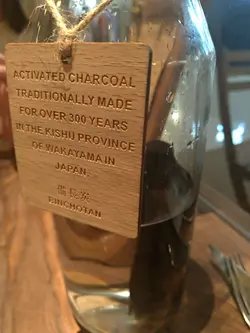 ACTIVATED CHARCOAL
TRADITIONALLY MADE
FOR OVER 300 YEARS
IN THE KISHU PROVINCE
OF WAKAYAMA IN
JAPAN
備長炭
BINCHOTAN